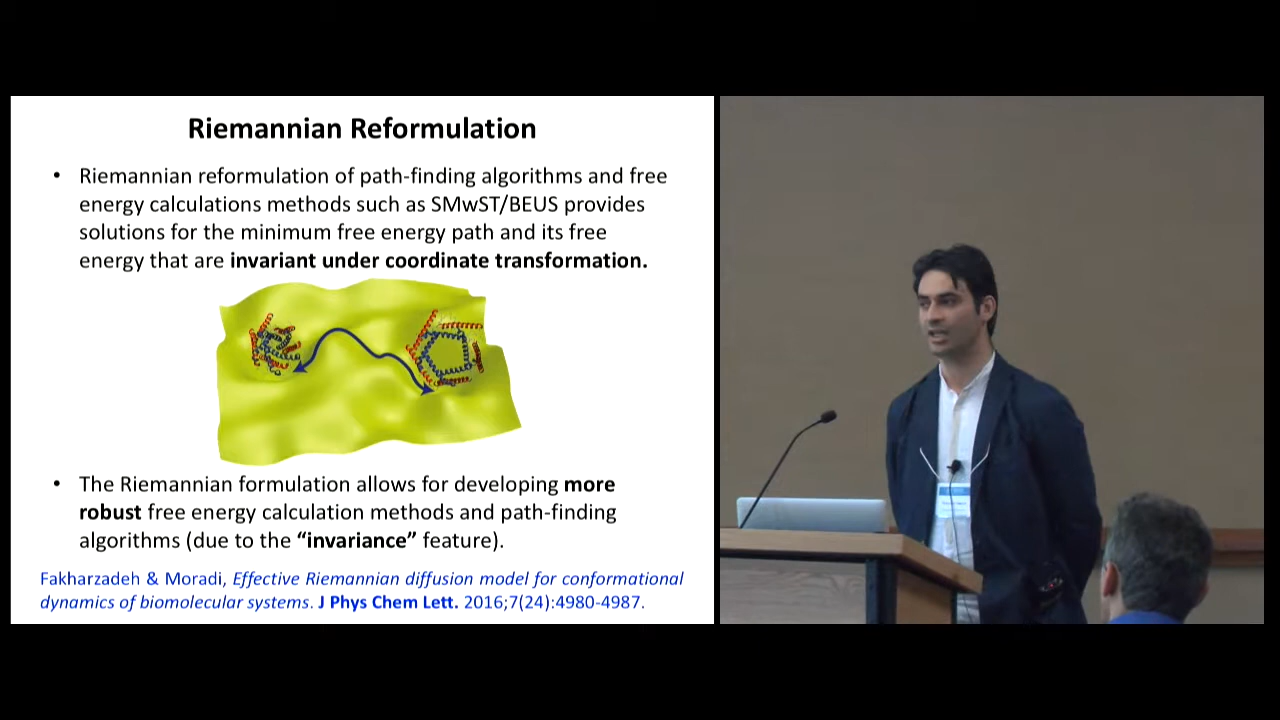 Riemannian Reformulation
• Riemannian reformulation of path-finding algorithms and free
energy calculations methods such as SMwST/BEUS provides
solutions for the minimum free energy path and its free
energy that are invariant under coordinate transformation.
• The Riemannian formulation allows for developing more
robust free energy calculation methods and path-finding
algorithms (due to the “invariance” feature).
Fakharzadeh & Moradi, Effective Riemannian diffusion model for conformational
dynamics of biomolecular systems. J Phys Chem Lett. 2016;7(24):4980-4987.